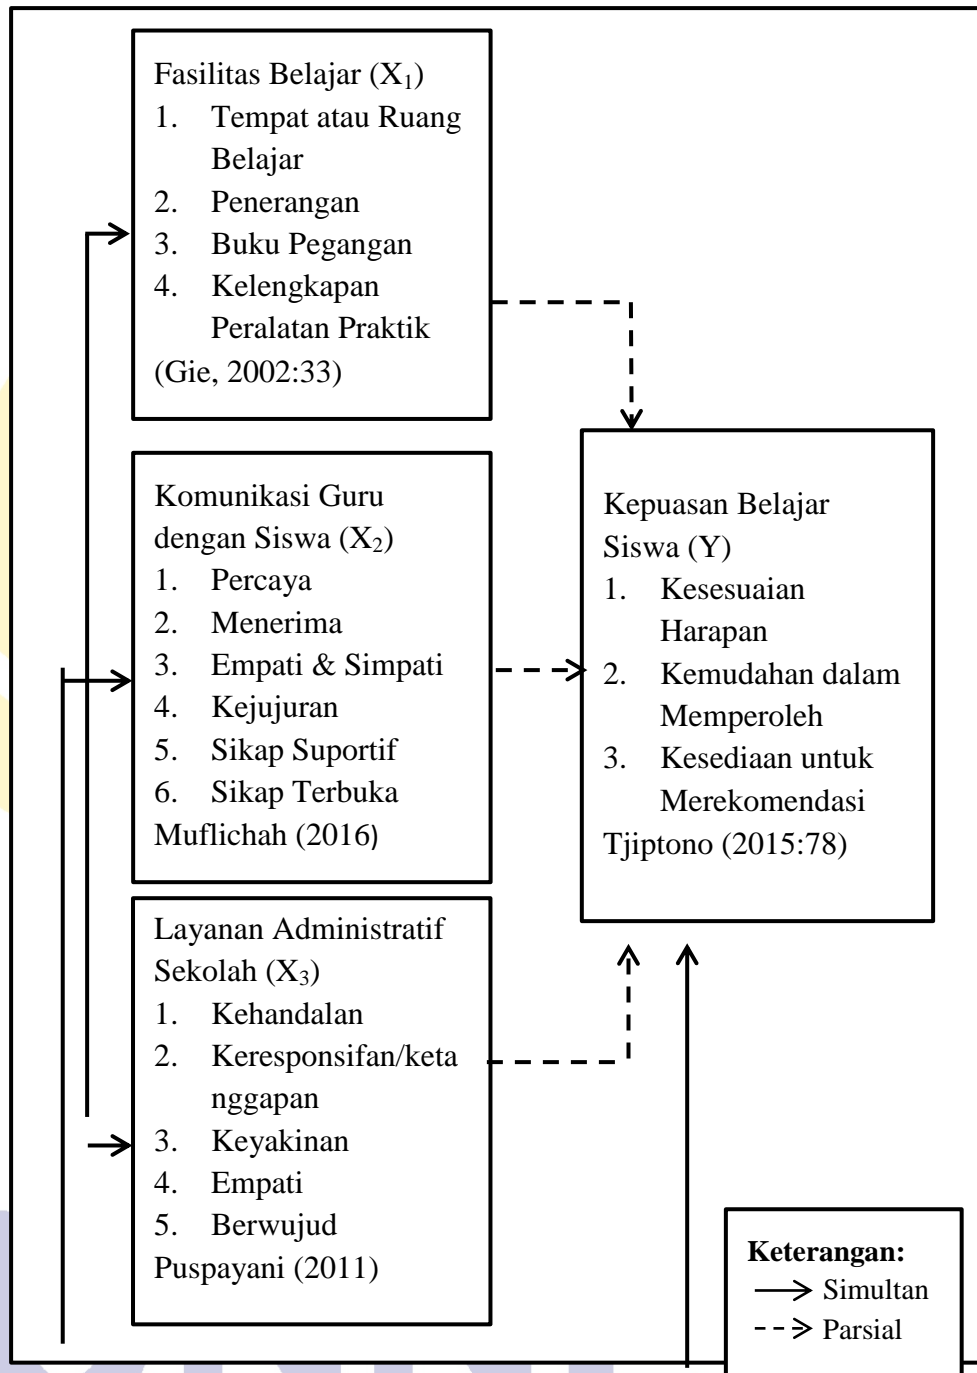 Fasilitas Belajar (X₁)
1. Tempat atau Ruang
Belajar
2. Penerangan
3. Buku Pegangan
4. Kelengkapan
Peralatan Praktik
(Gie, 2002:33)
Komunikasi Guru
dengan Siswa (X₂)
1. Percaya
2. Menerima
3. Empati & Simpati
4. Kejujuran
5. Sikap Suportif
6. Sikap Terbuka
Muflichah (2016)
Layanan Administratif
Sekolah (X₃)
1. Kehandalan
2. Keresponsifan/keta
nggapan
3. Keyakinan
4. Empati
5. Berwujud
Puspayani (2011)
Kepuasan Belajar
Siswa (Y)
1. Kesesuaian
Harapan
2. Kemudahan dalam
Memperoleh
3. Kesediaan untuk
Merekomendasi
Tjiptono (2015:78)
Keterangan:
Simultan
Parsial